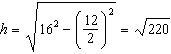 h = √(16² − (12/2)²) = √220